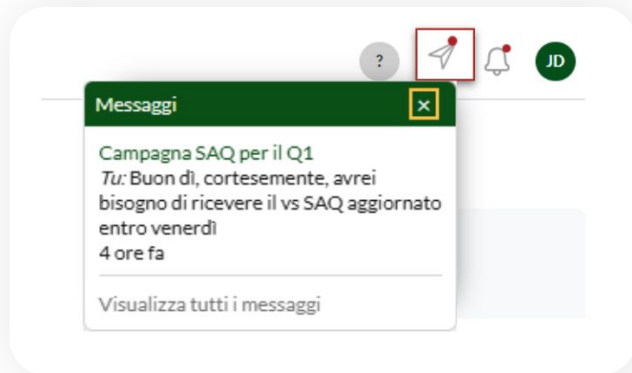 ?
JD
Messaggi
×
Campagna SAQ per il Q1
Tu: Buon dì, cortesemente, avrei
bisogno di ricevere il vs SAQ aggiornato
entro venerdì
4 ore fa
Visualizza tutti i messaggi